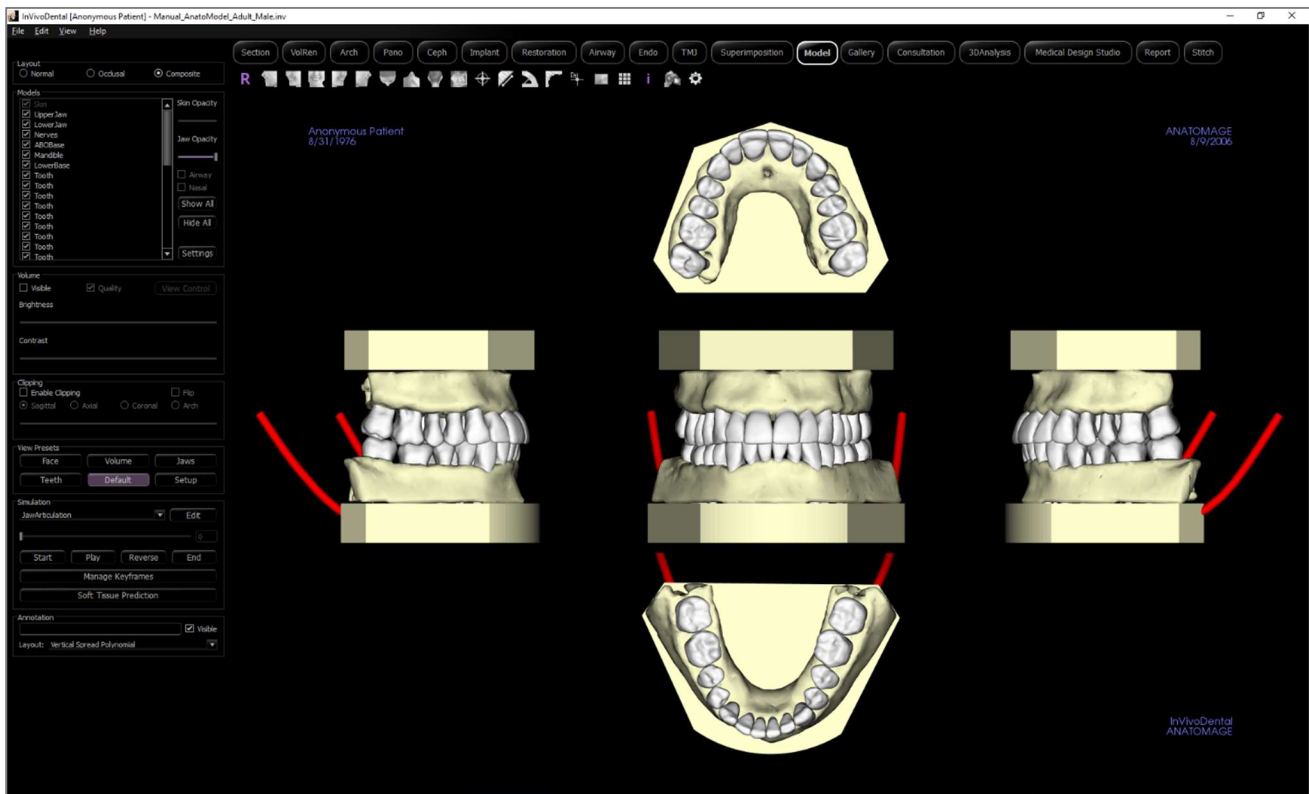 InVivoDental [Anonymous Patient] - Manual_AnatoModel_Adult_Male.inv
File Edit View Help
Section VolRen Arch Pano Ceph Implant Restoration Airway Endo TMJ Superimposition Model Gallery Consultation 3DAnalysis Medical Design Studio Report Stitch
Layout
Normal Occlusal Composite
R i
Models
Skin
UpperJaw
LowerJaw
Nerves
ABOBase
Mandible
LowerBase
Tooth
Tooth
Tooth
Tooth
Tooth
Tooth
Tooth
Tooth
Tooth
Skin Opacity
Jaw Opacity
Airway
Nasal
Show All
Hide All
Settings
Anonymous Patient
8/31/1976
ANATOMAGE
8/9/2006
Volume
Visible Quality View Control
Brightness
Contrast
Clipping
Enable Clipping Flip
Sagittal Axial Coronal Arch
View Presets
Face Volume Jaws
Teeth Default Setup
Simulation
JawArticulation Edit
0
Start Play Reverse End
Manage Keyframes
Soft Tissue Prediction
Annotation
Visible
Layout: Vertical Spread Polynomial
InVivoDental
ANATOMAGE